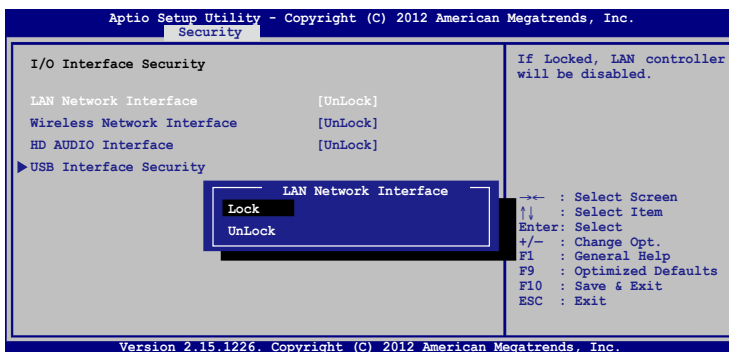 Aptio Setup Utility - Copyright (C) 2012 American Megatrends, Inc.
Security
I/O Interface Security
LAN Network Interface [UnLock]
Wireless Network Interface [UnLock]
HD AUDIO Interface [UnLock]
USB Interface Security
LAN Network Interface
Lock
UnLock
If Locked, LAN controller
will be disabled.
→← : Select Screen
↑↓ : Select Item
Enter: Select
+/— : Change Opt.
F1 : General Help
F9 : Optimized Defaults
F10 : Save & Exit
ESC : Exit
Version 2.15.1226. Copyright (C) 2012 American Megatrends, Inc.